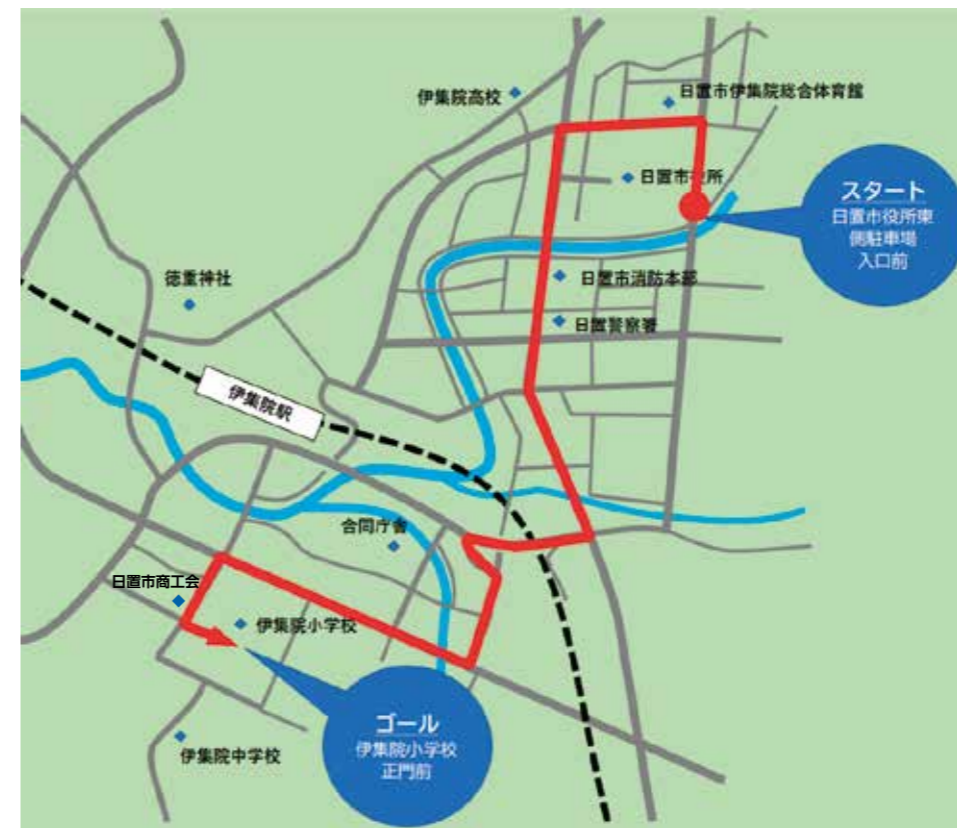 伊集院高校
日置市伊集院総合体育館
日置市役所
スタート
日置市役所東
側駐車場
入口前
徳重神社
日置市消防本部
日置警察署
伊集院駅
合同庁舎
日置市商工会
伊集院小学校
ゴール
伊集院小学校
正門前
伊集院中学校